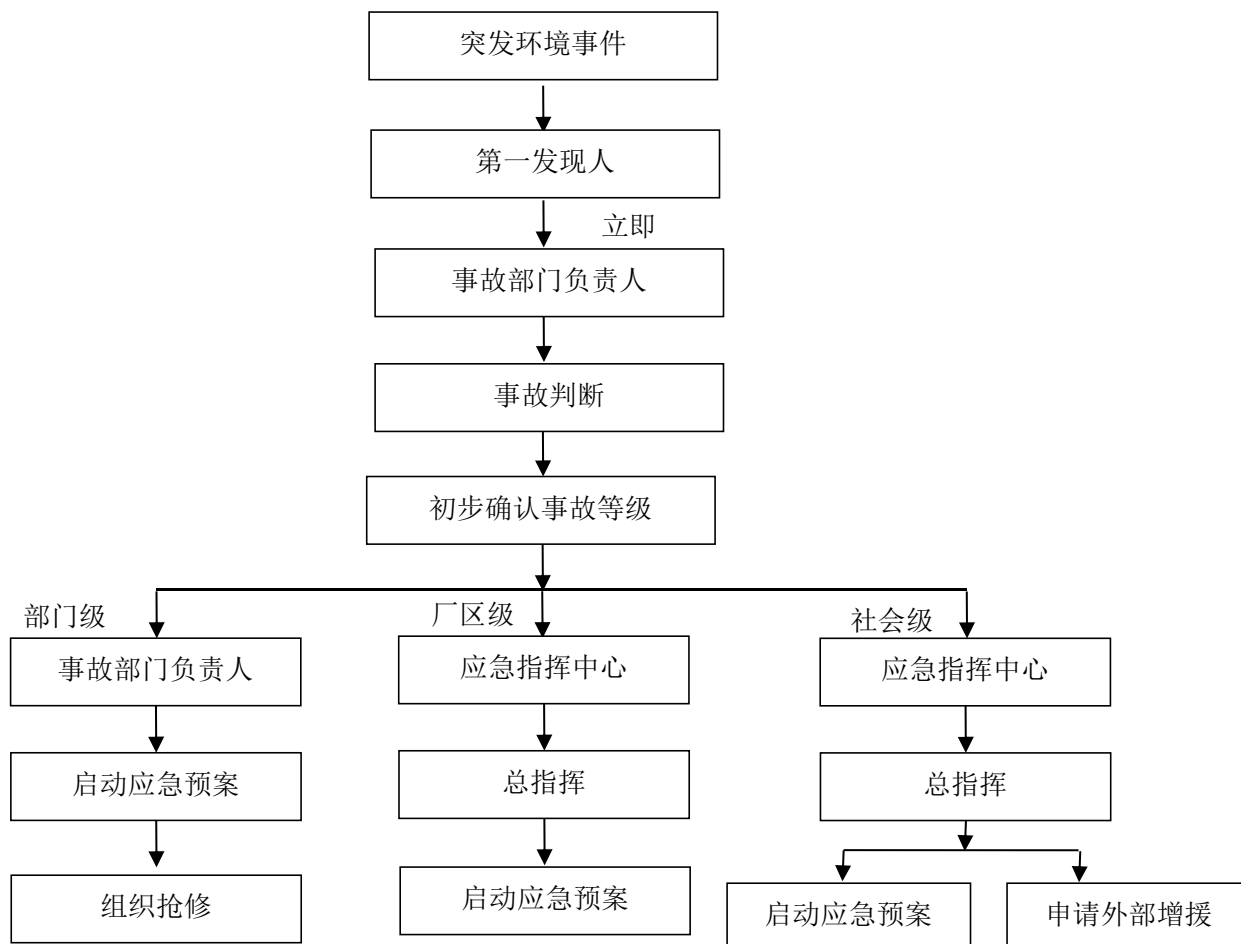 突发环境事件
第一发现人
立即
事故部门负责人
事故判断
初步确认事故等级
部门级
厂区级
社会级
事故部门负责人
应急指挥中心
应急指挥中心
启动应急预案
总指挥
总指挥
组织抢修
启动应急预案
启动应急预案
申请外部增援